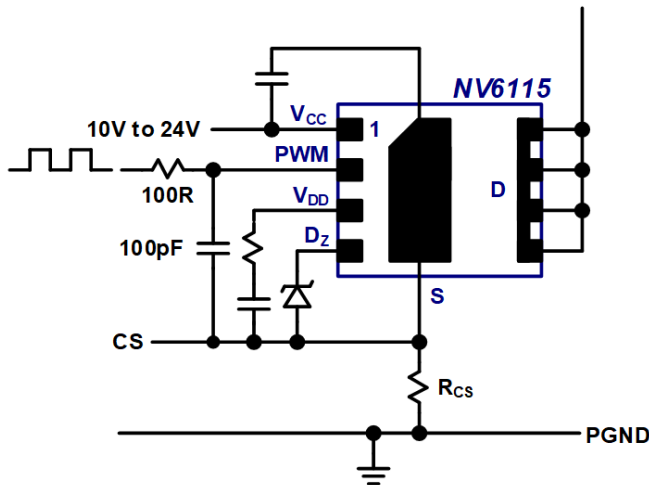 NV6115
VCC
1
10V to 24V
PWM
100R
VDD
D
100pF
DZ
S
CS
RCS
PGND